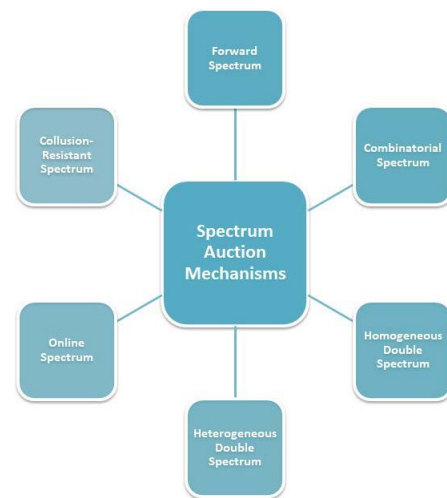 Forward
Spectrum
Collusion-
Resistant
Spectrum
Combinatorial
Spectrum
Spectrum
Auction
Mechanisms
Online
Spectrum
Homogeneous
Double
Spectrum
Heterogeneous
Double
Spectrum